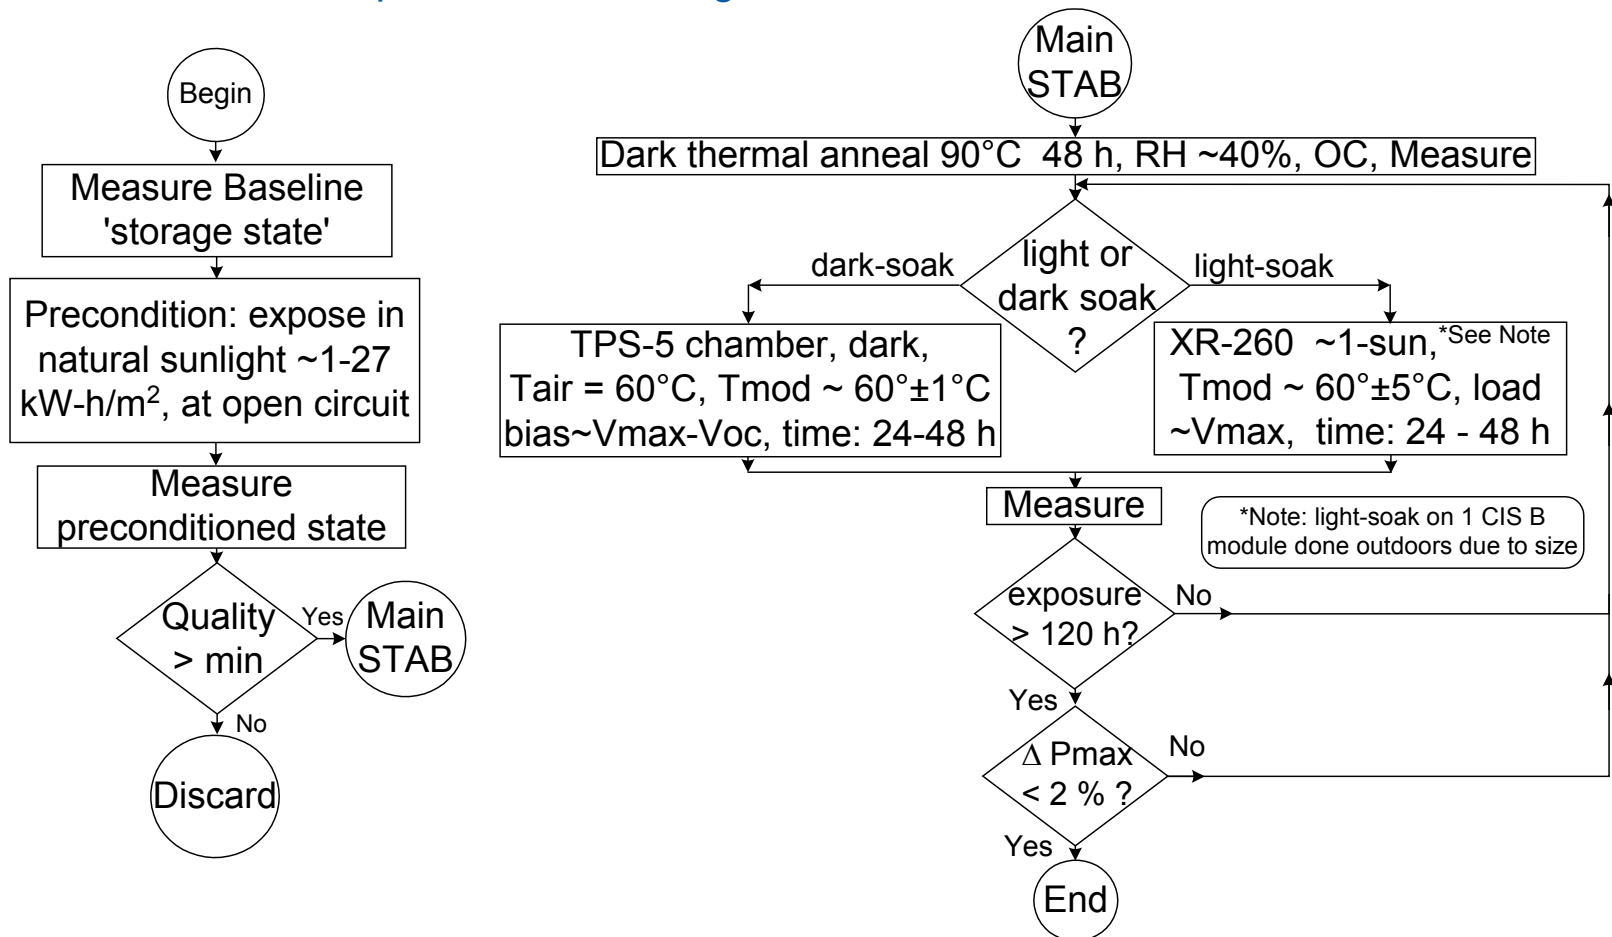 Begin
Measure Baseline
'storage state'
Precondition: expose in
natural sunlight ~1-27
kW-h/m², at open circuit
Measure
preconditioned state
Quality
> min
Yes
Main
STAB
No
Discard
Main
STAB
Dark thermal anneal 90°C 48 h, RH ~40%, OC, Measure
light or
dark soak
?
dark-soak
light-soak
TPS-5 chamber, dark,
Tair = 60°C, Tmod ~ 60°±1°C
bias~Vmax-Voc, time: 24-48 h
XR-260 ~1-sun,*See Note
Tmod ~ 60°±5°C, load
~Vmax, time: 24 - 48 h
Measure
*Note: light-soak on 1 CIS B
module done outdoors due to size
exposure
> 120 h?
No
Yes
Δ Pmax
< 2 % ?
No
Yes
End